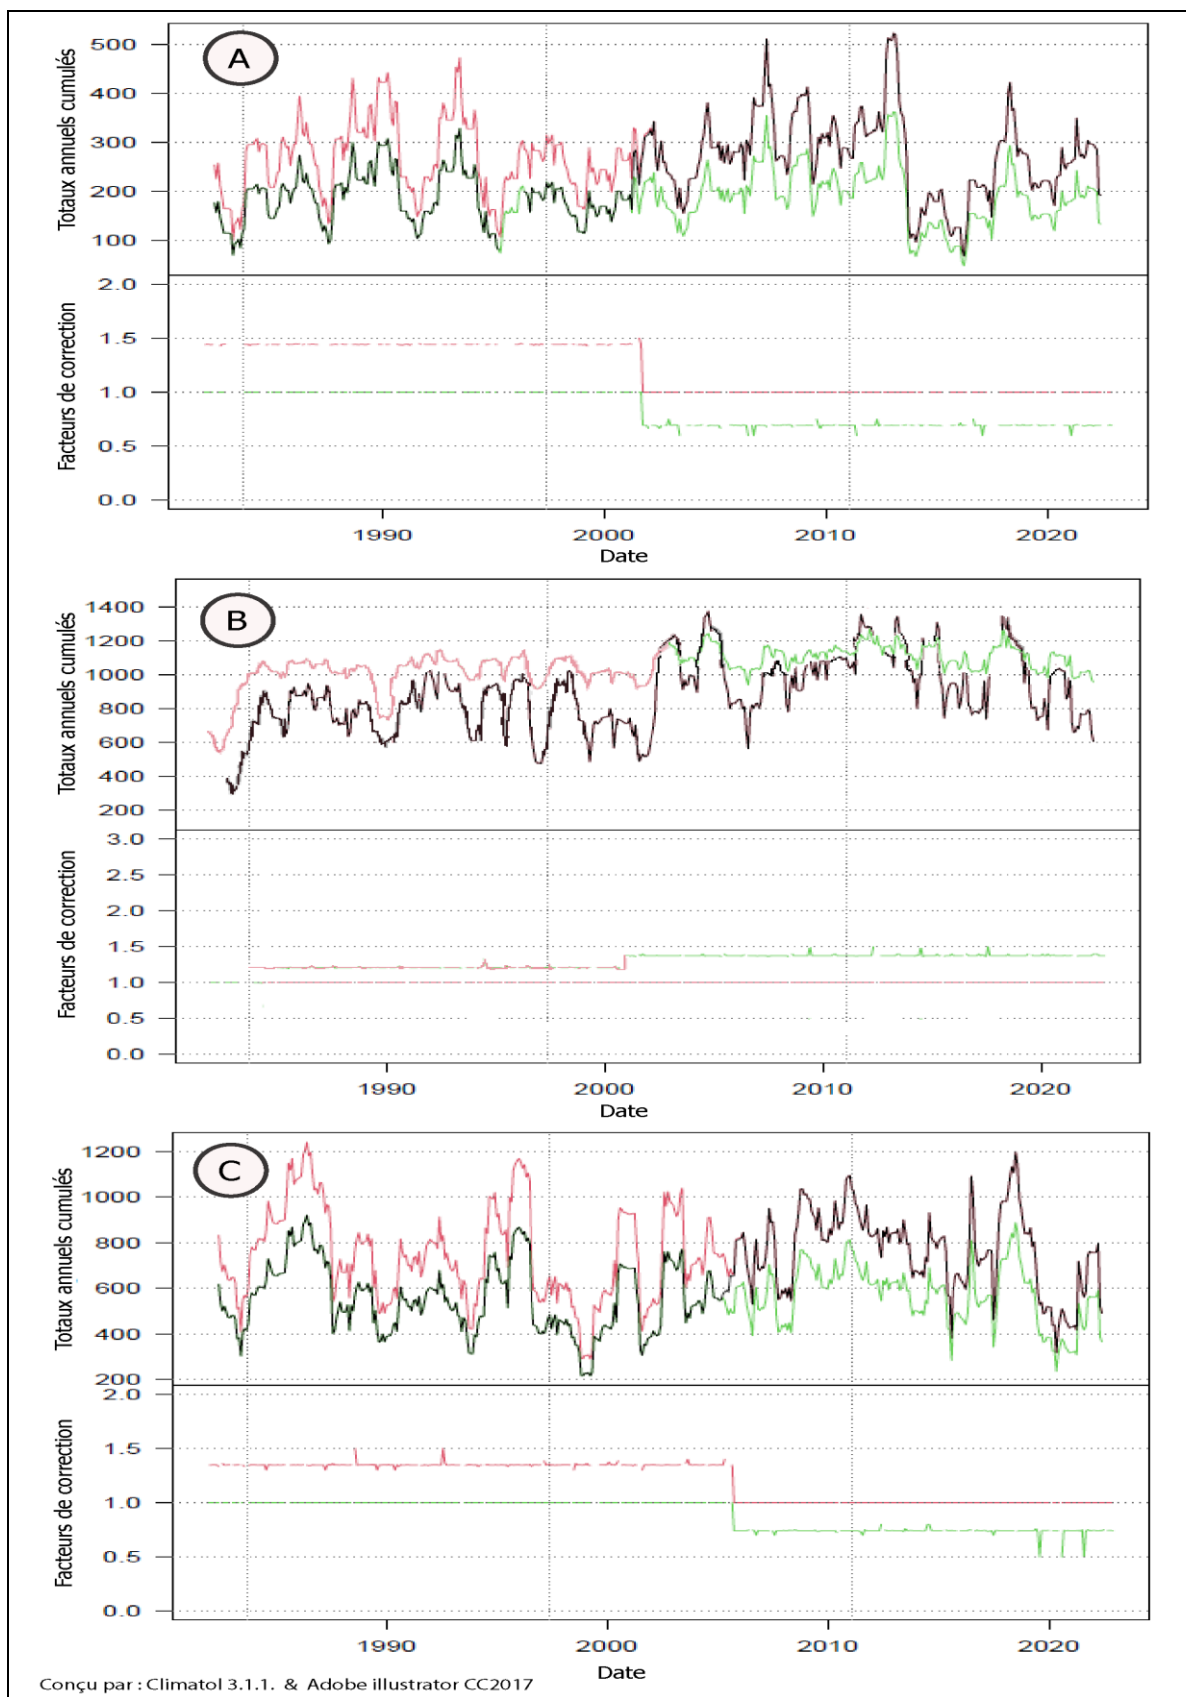 A
Totaux annuels cumulés
500
400
300
200
100
Facteurs de correction
2.0
1.5
1.0
0.5
0.0
1990 2000 2010 2020
Date
B
Totaux annuels cumulés
1400
1200
1000
800
600
400
200
Facteurs de correction
3.0
2.5
2.0
1.5
1.0
0.5
0.0
1990 2000 2010 2020
Date
C
Totaux annuels cumulés
1200
1000
800
600
400
200
Facteurs de correction
2.0
1.5
1.0
0.5
0.0
1990 2000 2010 2020
Date
Conçu par : Climatol 3.1.1. & Adobe illustrator CC2017